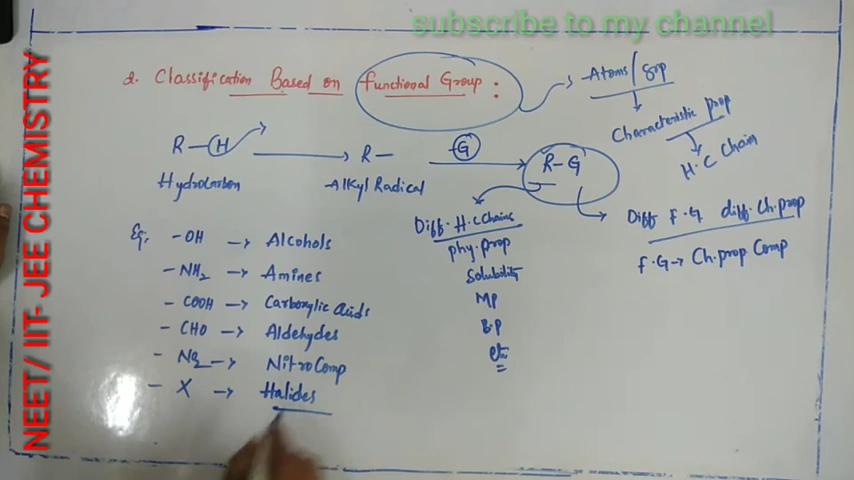 subscribe to my channel
NEET/ IIT- JEE CHEMISTRY
2. Classification Based on functional Group :
Atoms/Grp
Characteristic prop
H.C Chain
R-H
R-
G
R-G
Hydrocarbon
Alkyl Radical
Eg.
-OH → Alcohols
-NH2 → Amines
-COOH → Carboxylic acids
-CHO → Aldehydes
-NO2 → Nitro Comp
-X → Halides
Diff. H.C Chains
phy. prop
Solubility
MP
B.P
etc
Diff F.G diff. Ch. prop
F.G → Ch. prop Comp